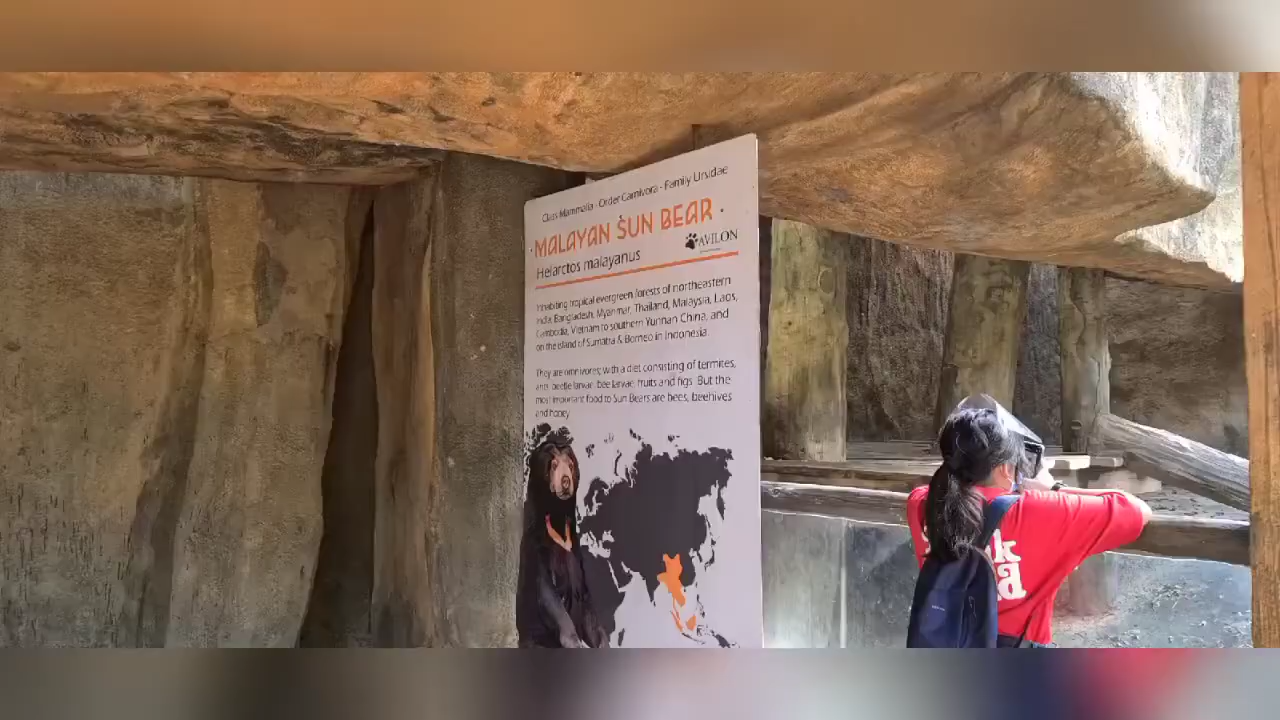 Class Mammalia - Order Carnivora - Family Ursidae
MALAYAN SUN BEAR
AVILON
Helarctos malayanus
Inhabiting tropical evergreen forests of northeastern
India, Bangladesh, Myanmar, Thailand, Malaysia, Laos,
Cambodia, Vietnam to southern Yunnan China, and
on the island of Sumatra & Borneo in Indonesia.
They are omnivores, with a diet consisting of termites,
ants, beetle larvae, bee larvae, fruits and figs. But the
most important food to Sun Bears are bees, beehives
and honey